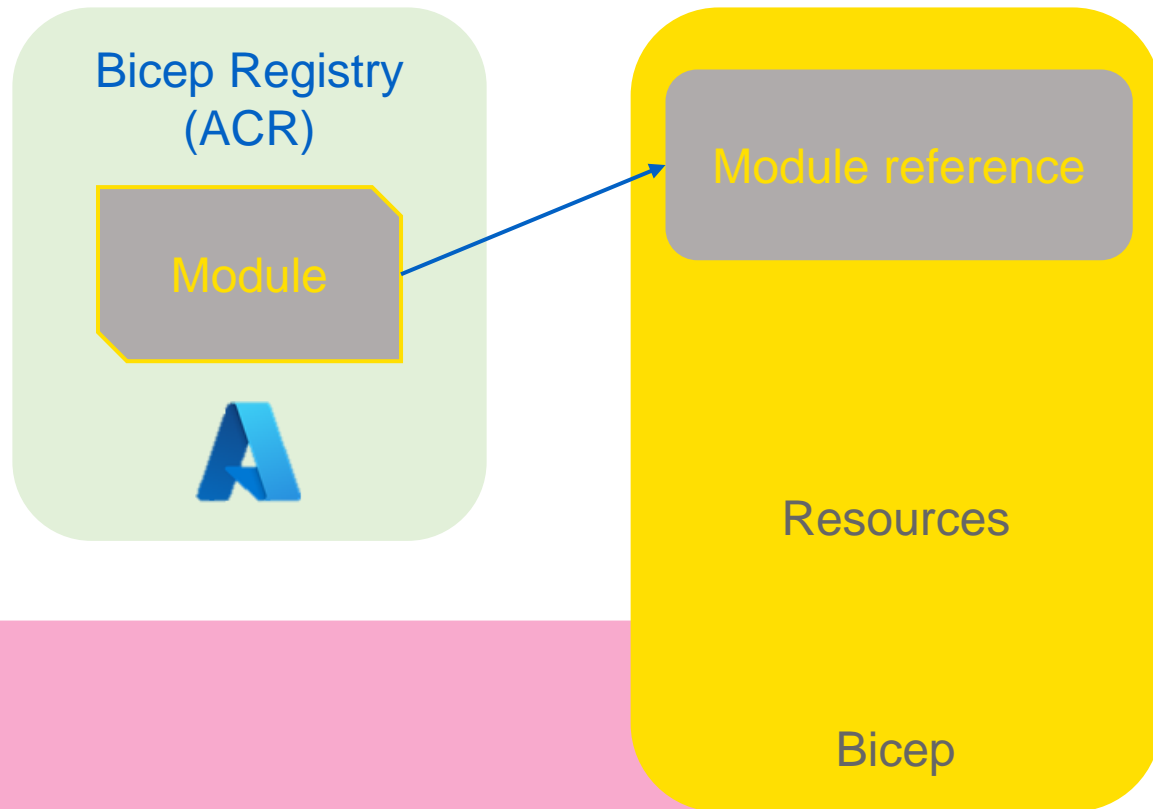 Bicep Registry
(ACR)
Module
Module reference
Resources
Bicep